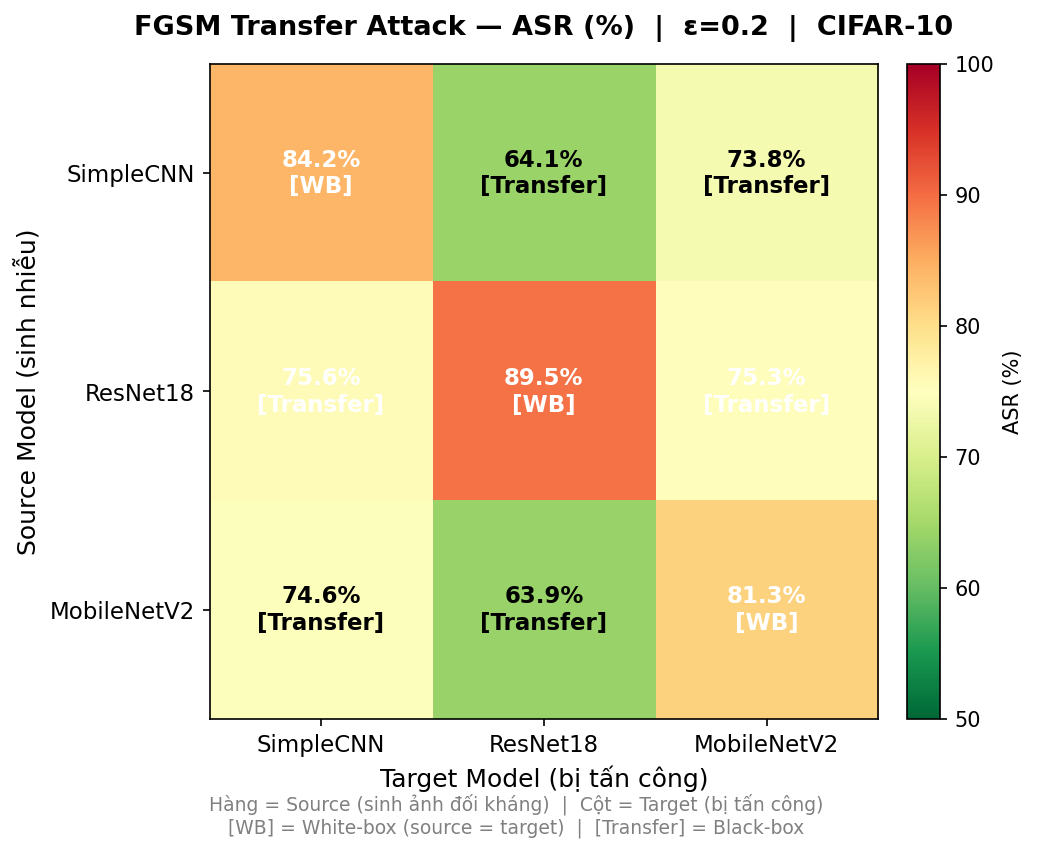 FGSM Transfer Attack — ASR (%)  |  ε=0.2  |  CIFAR-10
Source Model (sinh nhiễu)
SimpleCNN
84.2%
[WB]
64.1%
[Transfer]
73.8%
[Transfer]
ResNet18
75.6%
[Transfer]
89.5%
[WB]
75.3%
[Transfer]
MobileNetV2
74.6%
[Transfer]
63.9%
[Transfer]
81.3%
[WB]
SimpleCNN ResNet18 MobileNetV2
Target Model (bị tấn công)
100
90
80
70
60
50
ASR (%)
Hàng = Source (sinh ảnh đối kháng)  |  Cột = Target (bị tấn công)
[WB] = White-box (source = target)  |  [Transfer] = Black-box